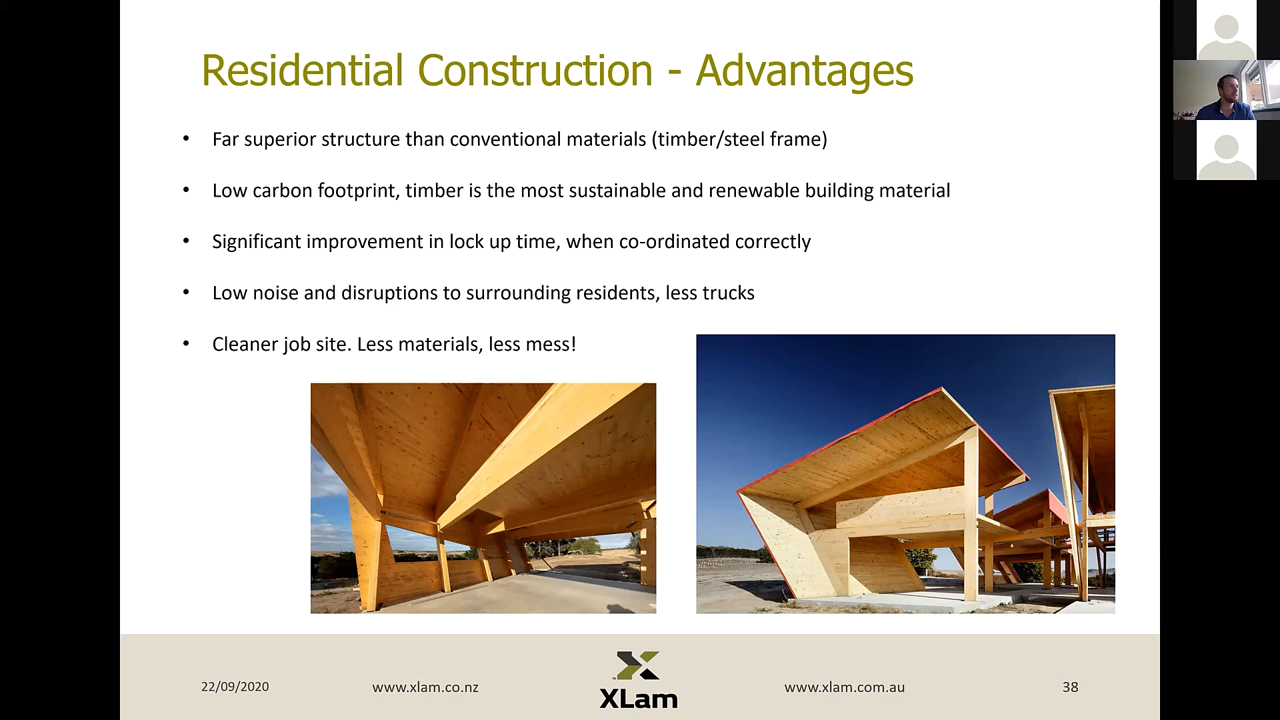 Residential Construction - Advantages
• Far superior structure than conventional materials (timber/steel frame)
• Low carbon footprint, timber is the most sustainable and renewable building material
• Significant improvement in lock up time, when co-ordinated correctly
• Low noise and disruptions to surrounding residents, less trucks
• Cleaner job site. Less materials, less mess!
22/09/2020
www.xlam.co.nz
XLam
www.xlam.com.au
38